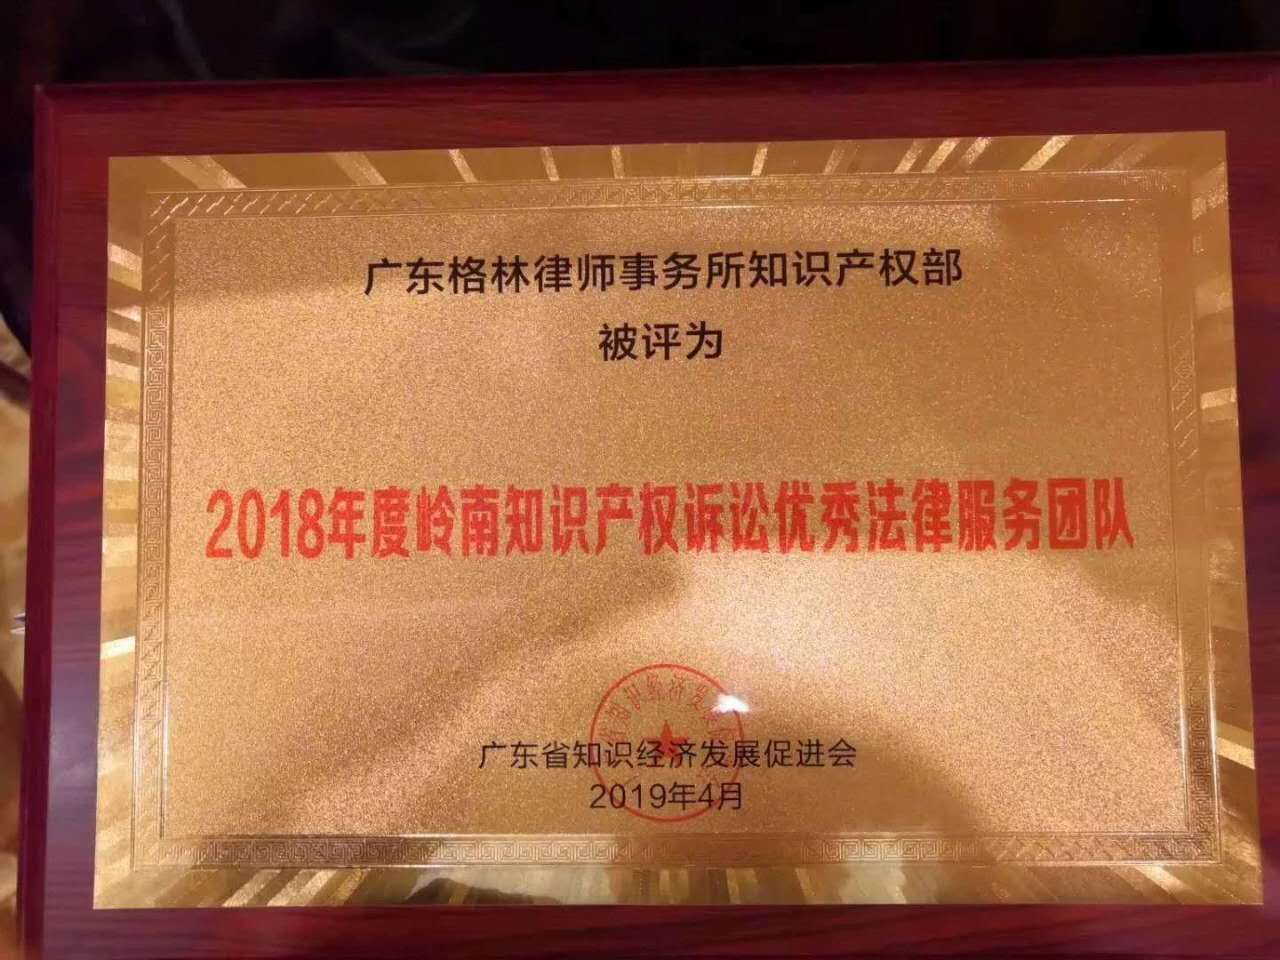 广东格林律师事务所知识产权部
被评为
2018年度岭南知识产权诉讼优秀法律服务团队
广东省知识经济发展促进会
2019年4月